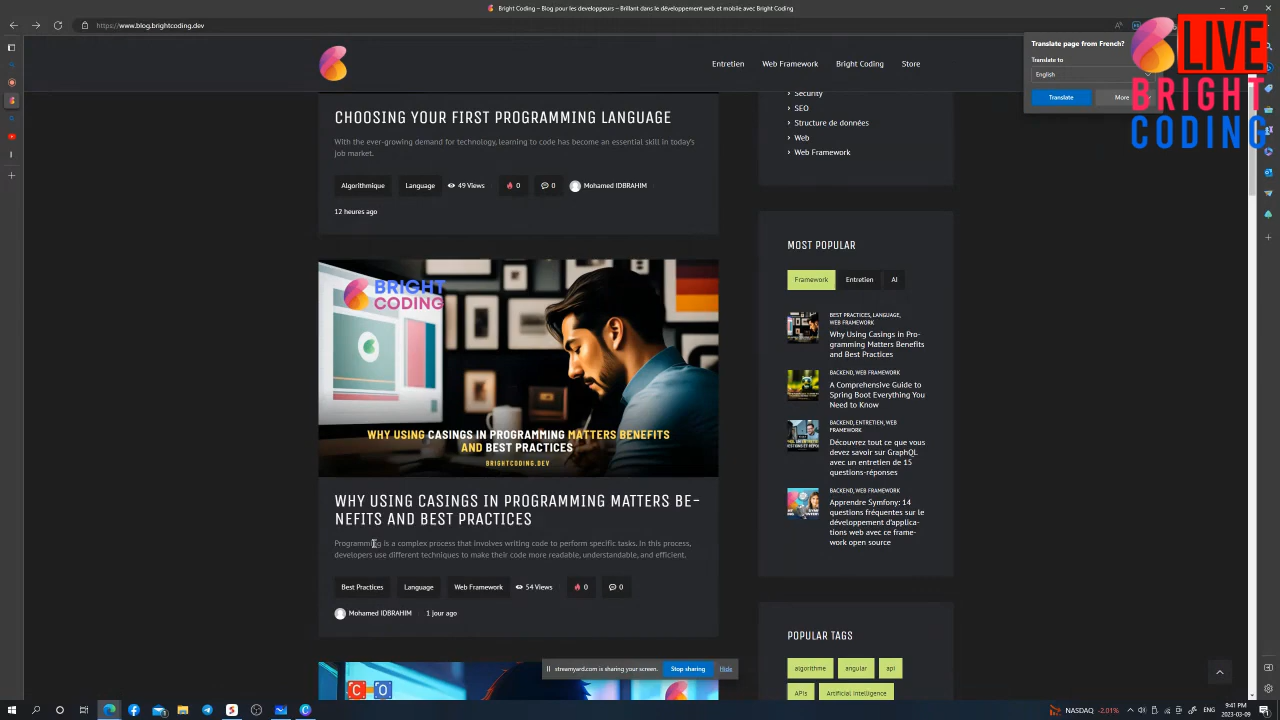 Bright Coding – Blog pour les developpeurs – Brillant dans le développement web et mobile avec Bright Coding
https://www.blog.brightcoding.dev
Entretien
Web Framework
Bright Coding
Store
Translate page from French?
Translate to
English
Translate
More
LIVE
BRIGHT
CODING
CHOOSING YOUR FIRST PROGRAMMING LANGUAGE
With the ever-growing demand for technology, learning to code has become an essential skill in today's
job market.
Algorithmique
Language
49 Views
0
0
Mohamed IDBRAHIM
12 heures ago
BRIGHT
CODING
WHY USING CASINGS IN PROGRAMMING MATTERS BENEFITS
AND BEST PRACTICES
BRIGHTCODING.DEV
WHY USING CASINGS IN PROGRAMMING MATTERS BE-
NEFITS AND BEST PRACTICES
Programming is a complex process that involves writing code to perform specific tasks. In this process,
developers use different techniques to make their code more readable, understandable, and efficient.
Best Practices
Language
Web Framework
54 Views
0
0
Mohamed IDBRAHIM
1 jour ago
Security
SEO
Structure de données
Web
Web Framework
MOST POPULAR
Framework
Entretien
AI
BEST PRACTICES, LANGUAGE,
WEB FRAMEWORK
Why Using Casings in Pro-
gramming Matters Benefits
and Best Practices
BACKEND, WEB FRAMEWORK
A Comprehensive Guide to
Spring Boot Everything You
Need to Know
BACKEND, ENTRETIEN, WEB
FRAMEWORK
Découvrez tout ce que vous
devez savoir sur GraphQL
avec un entretien de 15
questions-réponses
BACKEND, WEB FRAMEWORK
Apprendre Symfony: 14
questions fréquentes sur le
développement d'applica-
tions web avec ce frame-
work open source
POPULAR TAGS
algorithme
angular
api
APIs
Artificial Intelligence
streamyard.com is sharing your screen.
Stop sharing
Hide
C
O
NASDAQ
-2.01%
ENG
9:41 PM
2023-03-09